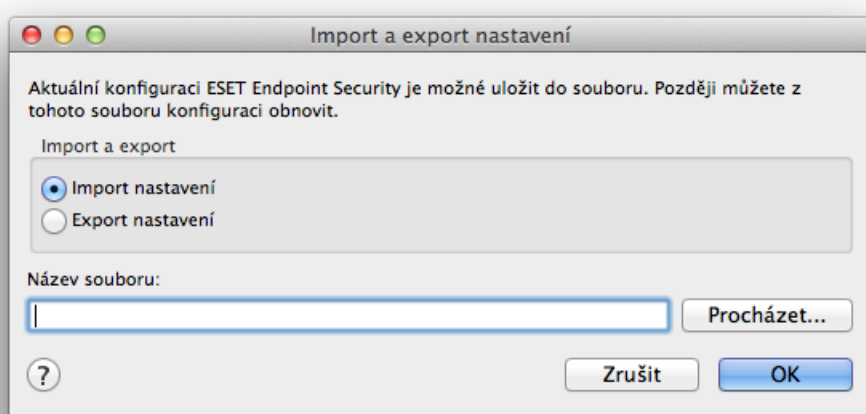 Import a export nastavení
Aktuální konfiguraci ESET Endpoint Security je možné uložit do souboru. Později můžete z
tohoto souboru konfiguraci obnovit.
Import a export
Import nastavení
Export nastavení
Název souboru:
Procházet...
?
Zrušit
OK